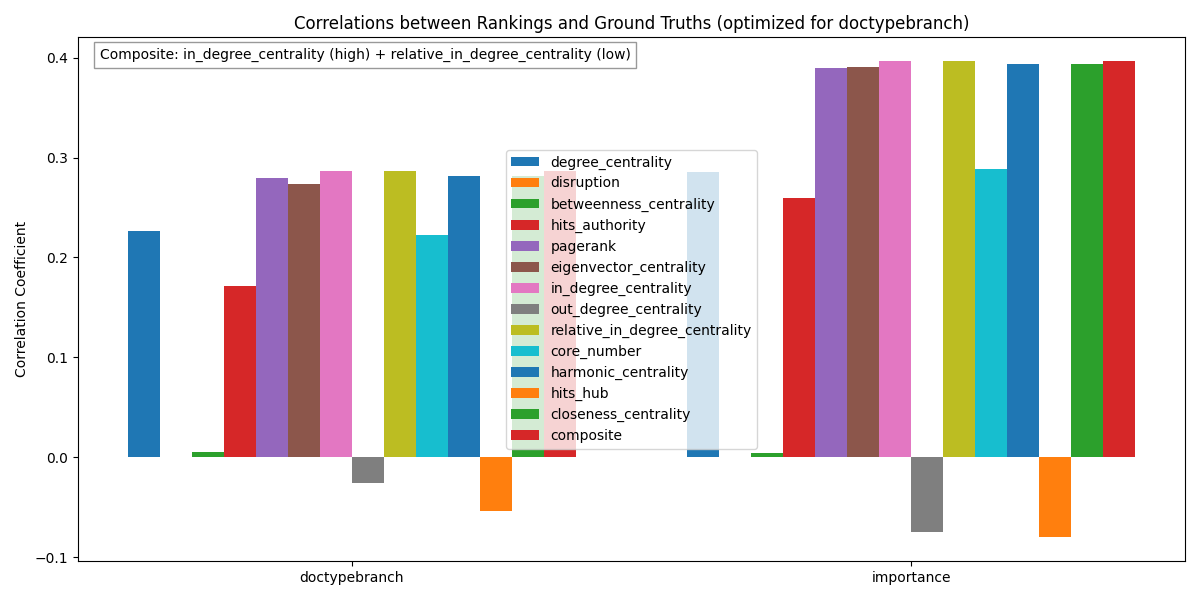 Correlations between Rankings and Ground Truths (optimized for doctypebranch)
Composite: in_degree_centrality (high) + relative_in_degree_centrality (low)
Correlation Coefficient
0.4
0.3
0.2
0.1
0.0
−0.1
degree_centrality
disruption
betweenness_centrality
hits_authority
pagerank
eigenvector_centrality
in_degree_centrality
out_degree_centrality
relative_in_degree_centrality
core_number
harmonic_centrality
hits_hub
closeness_centrality
composite
doctypebranch
importance